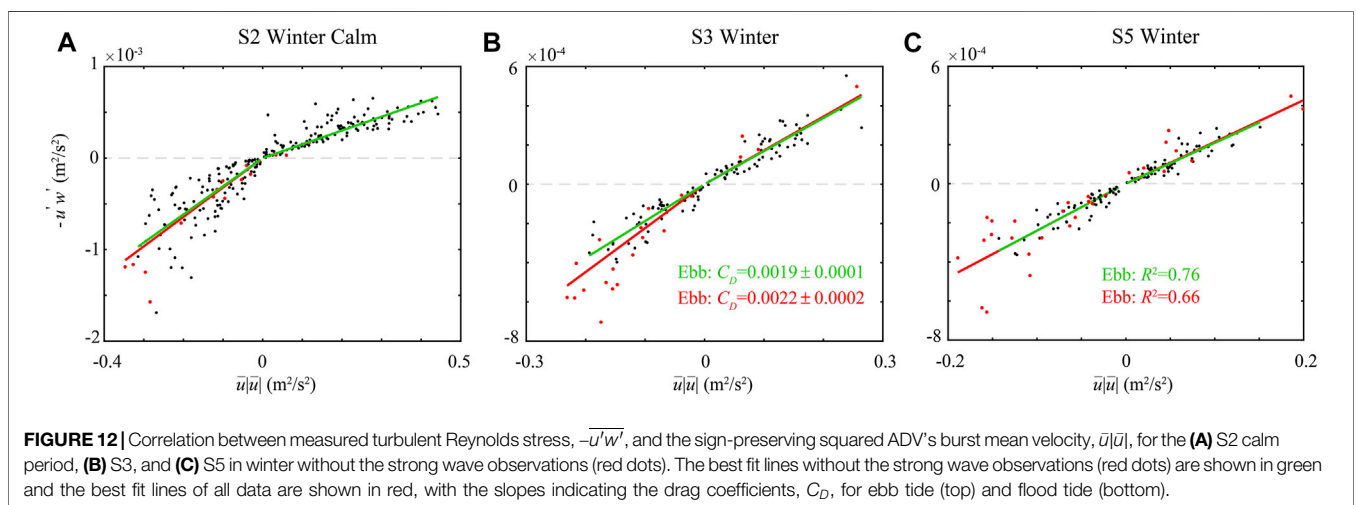 A S2 Winter Calm
×10⁻³
1
0
-1
-2
-u'w' (m²/s²)
-0.4 0 0.5
ū|ū| (m²/s²)
B S3 Winter
×10⁻⁴
6
0
-8
Ebb: C_D=0.0019 ± 0.0001
Ebb: C_D=0.0022 ± 0.0002
-0.3 0 0.3
ū|ū| (m²/s²)
C S5 Winter
×10⁻⁴
6
0
-8
Ebb: R²=0.76
Ebb: R²=0.66
-0.2 0 0.2
ū|ū| (m²/s²)
FIGURE 12 | Correlation between measured turbulent Reynolds stress, −u'w', and the sign-preserving squared ADV's burst mean velocity, ū|ū|, for the (A) S2 calm
period, (B) S3, and (C) S5 in winter without the strong wave observations (red dots). The best fit lines without the strong wave observations (red dots) are shown in green
and the best fit lines of all data are shown in red, with the slopes indicating the drag coefficients, C_D, for ebb tide (top) and flood tide (bottom).